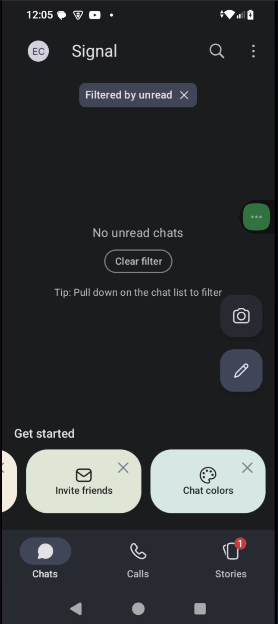 12:05
EC
Signal
Filtered by unread
No unread chats
Clear filter
Tip: Pull down on the chat list to filter
Get started
Invite friends
Chat colors
1
Chats
Calls
Stories